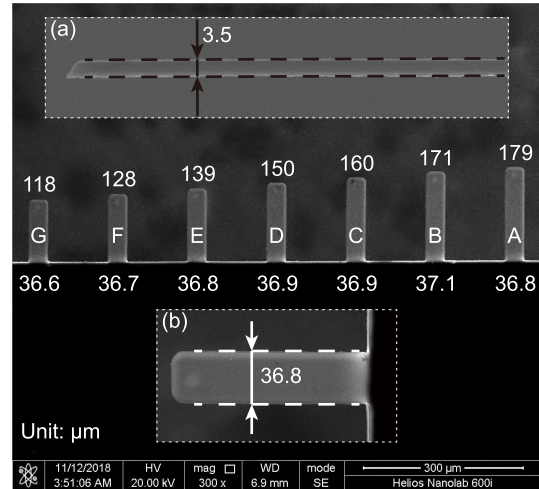 (a)
3.5
118 128 139 150 160 171 179
G F E D C B A
36.6 36.7 36.8 36.9 36.9 37.1 36.8
(b)
36.8
Unit: µm
11/12/2018 HV mag WD mode 300 µm
3:51:06 AM 20.00 kV 300 x 6.9 mm SE Helios Nanolab 600i